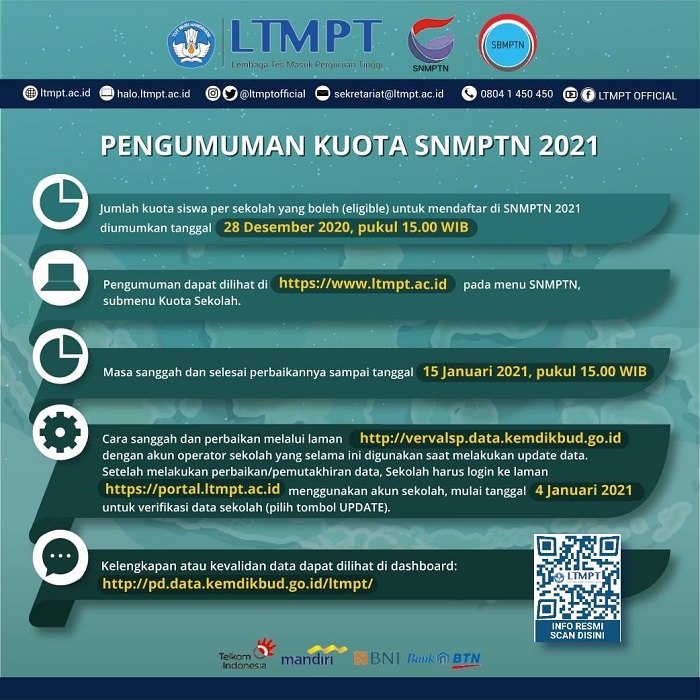 LTMPT
Lembaga Tes Masuk Perguruan Tinggi
SNMPTN
SBMPTN
ltmpt.ac.id halo.ltmpt.ac.id @ltmptofficial sekretariat@ltmpt.ac.id 0804 1 450 450 LTMPT OFFICIAL
PENGUMUMAN KUOTA SNMPTN 2021
Jumlah kuota siswa per sekolah yang boleh (eligible) untuk mendaftar di SNMPTN 2021
diumumkan tanggal 28 Desember 2020, pukul 15.00 WIB
Pengumuman dapat dilihat di https://www.ltmpt.ac.id pada menu SNMPTN,
submenu Kuota Sekolah.
Masa sanggah dan selesai perbaikannya sampai tanggal 15 Januari 2021, pukul 15.00 WIB
Cara sanggah dan perbaikan melalui laman http://vervalsp.data.kemdikbud.go.id
dengan akun operator sekolah yang selama ini digunakan saat melakukan update data.
Setelah melakukan perbaikan/pemutakhiran data, Sekolah harus login ke laman
https://portal.ltmpt.ac.id menggunakan akun sekolah, mulai tanggal 4 Januari 2021
untuk verifikasi data sekolah (pilih tombol UPDATE).
Kelengkapan atau kevalidan data dapat dilihat di dashboard:
http://pd.data.kemdikbud.go.id/ltmpt/
LTMPT
INFO RESMI
SCAN DISINI
Telkom
Indonesia
mandiri
BNI
Bank BTN